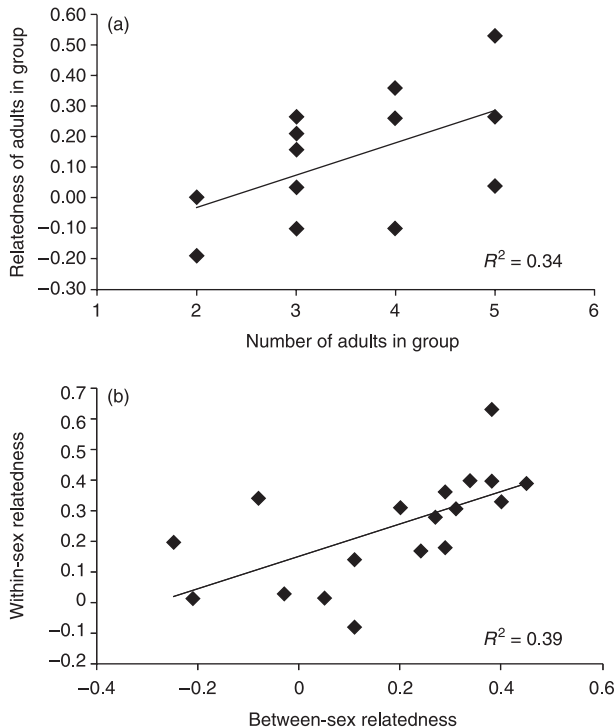 (a)
Relatedness of adults in group
0.60
0.50
0.40
0.30
0.20
0.10
0.00
−0.10
−0.20
−0.30
R² = 0.34
1 2 3 4 5 6
Number of adults in group
(b)
Within-sex relatedness
0.7
0.6
0.5
0.4
0.3
0.2
0.1
0
−0.1
−0.2
R² = 0.39
−0.4 −0.2 0 0.2 0.4 0.6
Between-sex relatedness